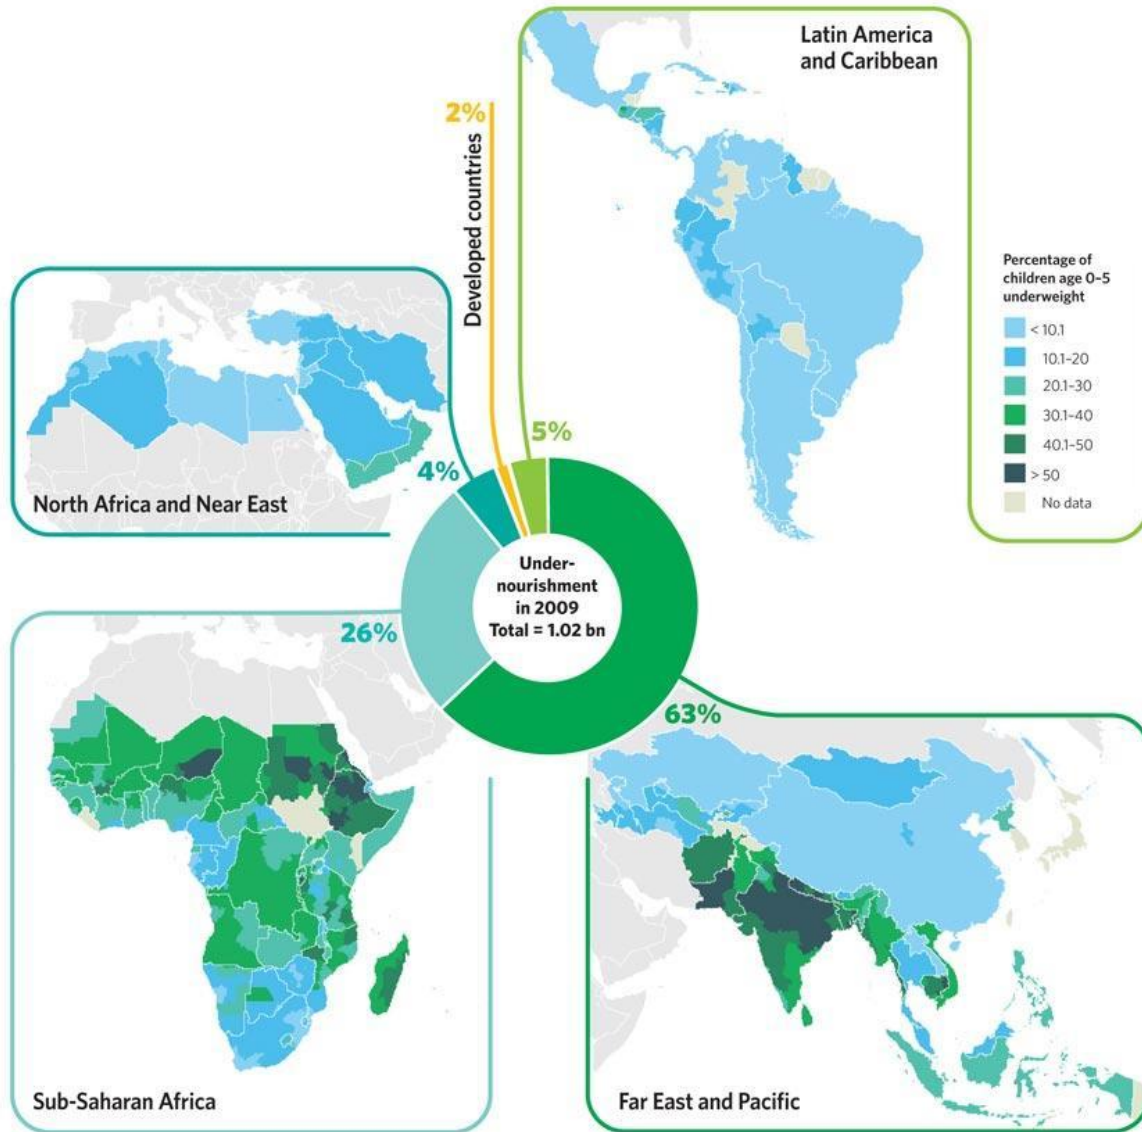 Latin America
and Caribbean
2%
Developed countries
Percentage of
children age 0–5
underweight
< 10.1
10.1–20
20.1–30
30.1–40
40.1–50
> 50
No data
5%
4%
North Africa and Near East
Under-
nourishment
in 2009
Total = 1.02 bn
26%
63%
Sub-Saharan Africa
Far East and Pacific